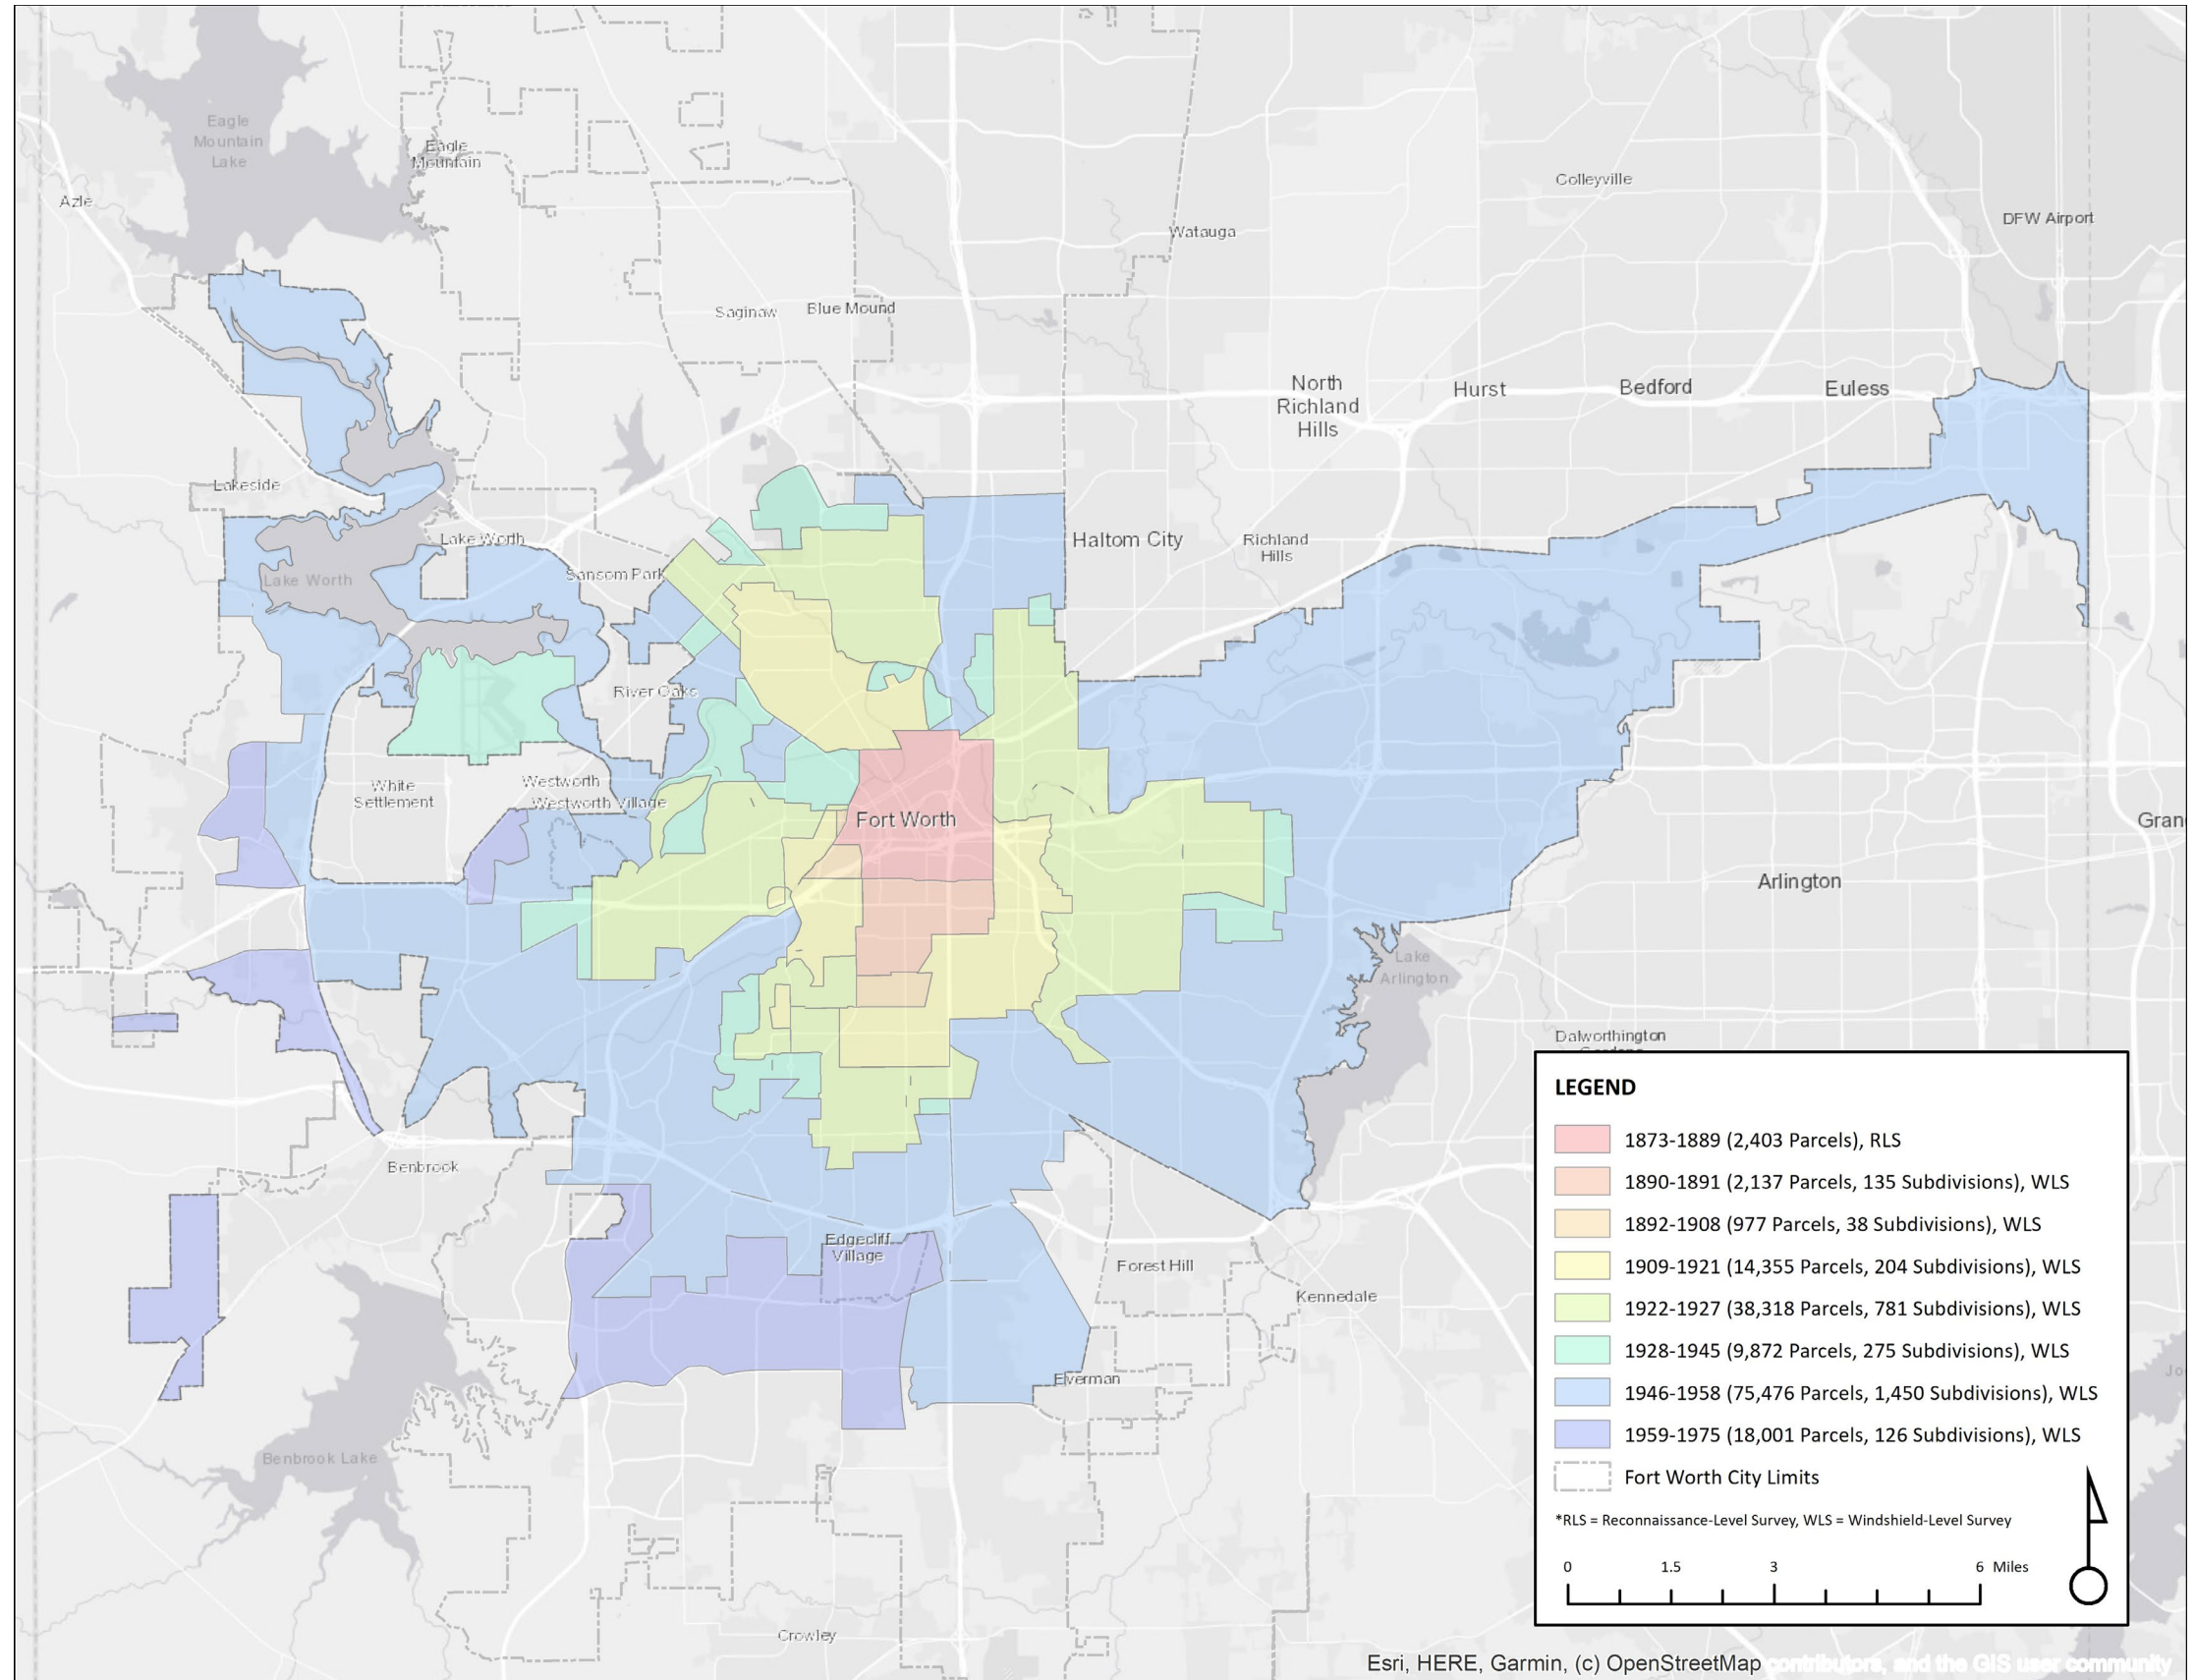 Eagle
Mountain
Lake
Eagle
Mountain
Azle
Colleyville
DFW Airport
Watauga
Saginaw
Blue Mound
North
Richland
Hills
Hurst
Bedford
Euless
Lakeside
Lake Worth
Haltom City
Richland
Hills
Sansom Park
Lake Worth
River Oaks
White
Settlement
Westworth
Westworth Village
Fort Worth
Gran
Arlington
Lake
Arlington
Dalworthington
Benbrook
Edgecliff
Village
Forest Hill
Kennedale
Everman
Benbrook Lake
Crowley
Jo
LEGEND
1873-1889 (2,403 Parcels), RLS
1890-1891 (2,137 Parcels, 135 Subdivisions), WLS
1892-1908 (977 Parcels, 38 Subdivisions), WLS
1909-1921 (14,355 Parcels, 204 Subdivisions), WLS
1922-1927 (38,318 Parcels, 781 Subdivisions), WLS
1928-1945 (9,872 Parcels, 275 Subdivisions), WLS
1946-1958 (75,476 Parcels, 1,450 Subdivisions), WLS
1959-1975 (18,001 Parcels, 126 Subdivisions), WLS
Fort Worth City Limits
*RLS = Reconnaissance-Level Survey, WLS = Windshield-Level Survey
0 1.5 3 6 Miles
Esri, HERE, Garmin, (c) OpenStreetMap contributors, and the GIS user community